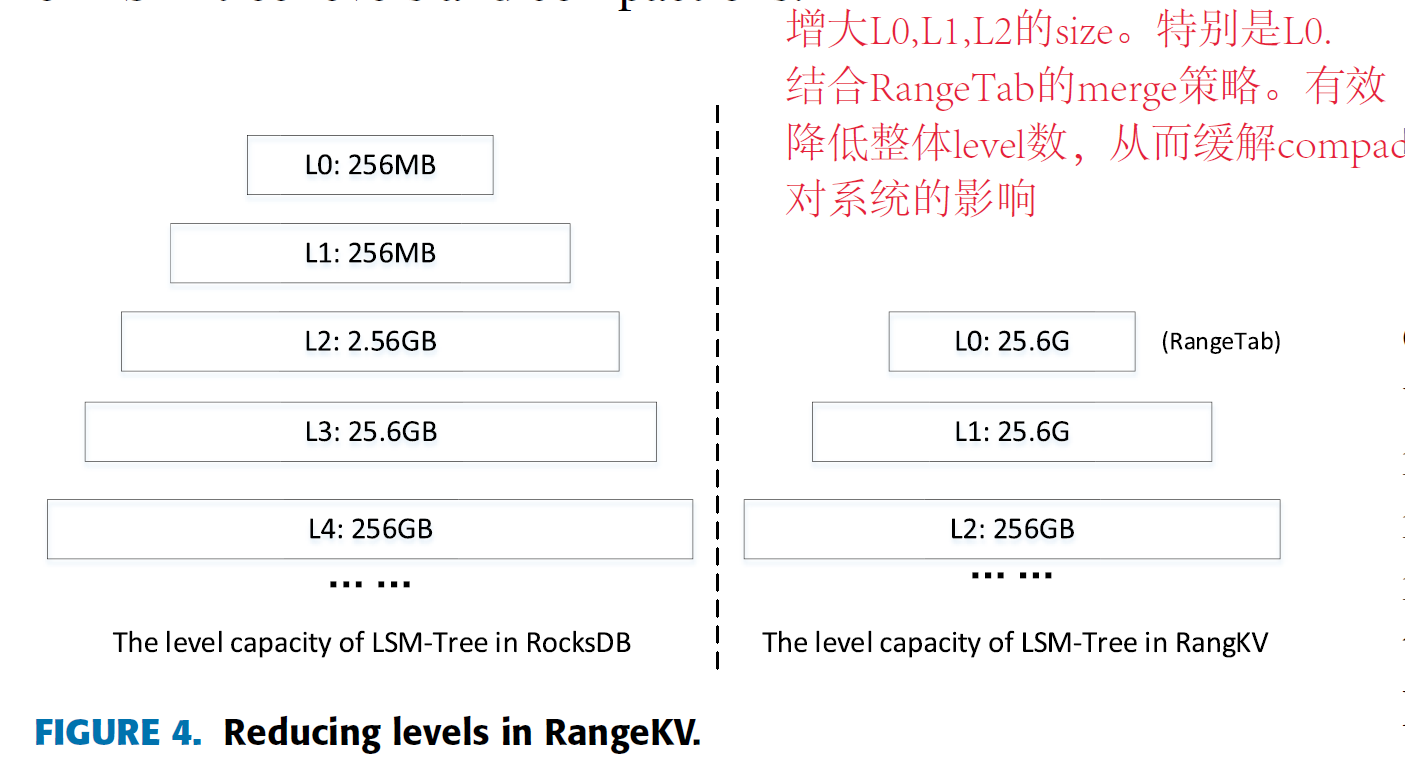 增大L0,L1,L2的size。特别是L0.
结合RangeTab的merge策略。有效
降低整体level数，从而缓解compad
对系统的影响
L0: 256MB
L1: 256MB
L2: 2.56GB
L3: 25.6GB
L4: 256GB
... ...
The level capacity of LSM-Tree in RocksDB
L0: 25.6G
(RangeTab)
L1: 25.6G
L2: 256GB
... ...
The level capacity of LSM-Tree in RangKV
FIGURE 4. Reducing levels in RangeKV.